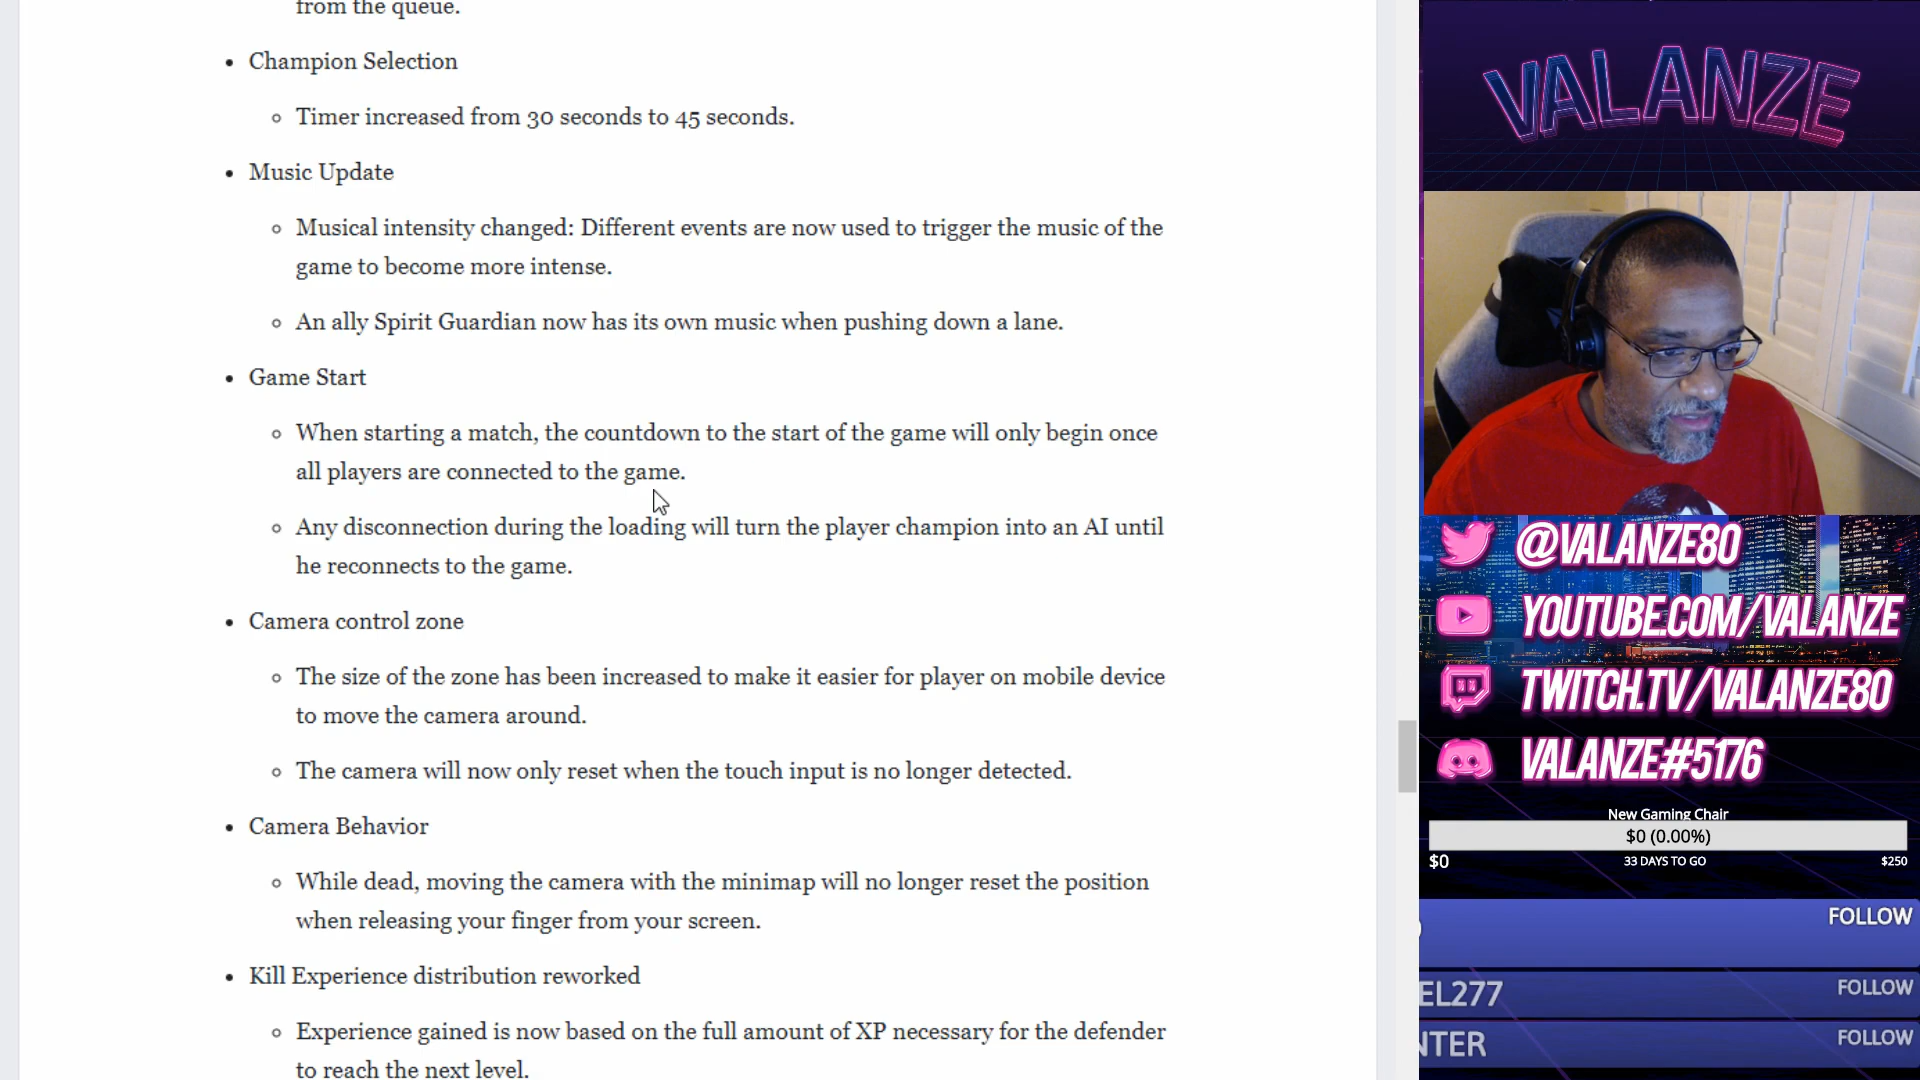 from the queue.
• Champion Selection
◦ Timer increased from 30 seconds to 45 seconds.
• Music Update
◦ Musical intensity changed: Different events are now used to trigger the music of the
game to become more intense.
◦ An ally Spirit Guardian now has its own music when pushing down a lane.
• Game Start
◦ When starting a match, the countdown to the start of the game will only begin once
all players are connected to the game.
◦ Any disconnection during the loading will turn the player champion into an AI until
he reconnects to the game.
• Camera control zone
◦ The size of the zone has been increased to make it easier for player on mobile device
to move the camera around.
◦ The camera will now only reset when the touch input is no longer detected.
• Camera Behavior
◦ While dead, moving the camera with the minimap will no longer reset the position
when releasing your finger from your screen.
• Kill Experience distribution reworked
◦ Experience gained is now based on the full amount of XP necessary for the defender
to reach the next level.
VALANZE
@VALANZE80
YOUTUBE.COM/VALANZE
TWITCH.TV/VALANZE80
VALANZE#5176
New Gaming Chair
$0 (0.00%)
$0 33 DAYS TO GO $250
FOLLOW
EL277 FOLLOW
NTER FOLLOW